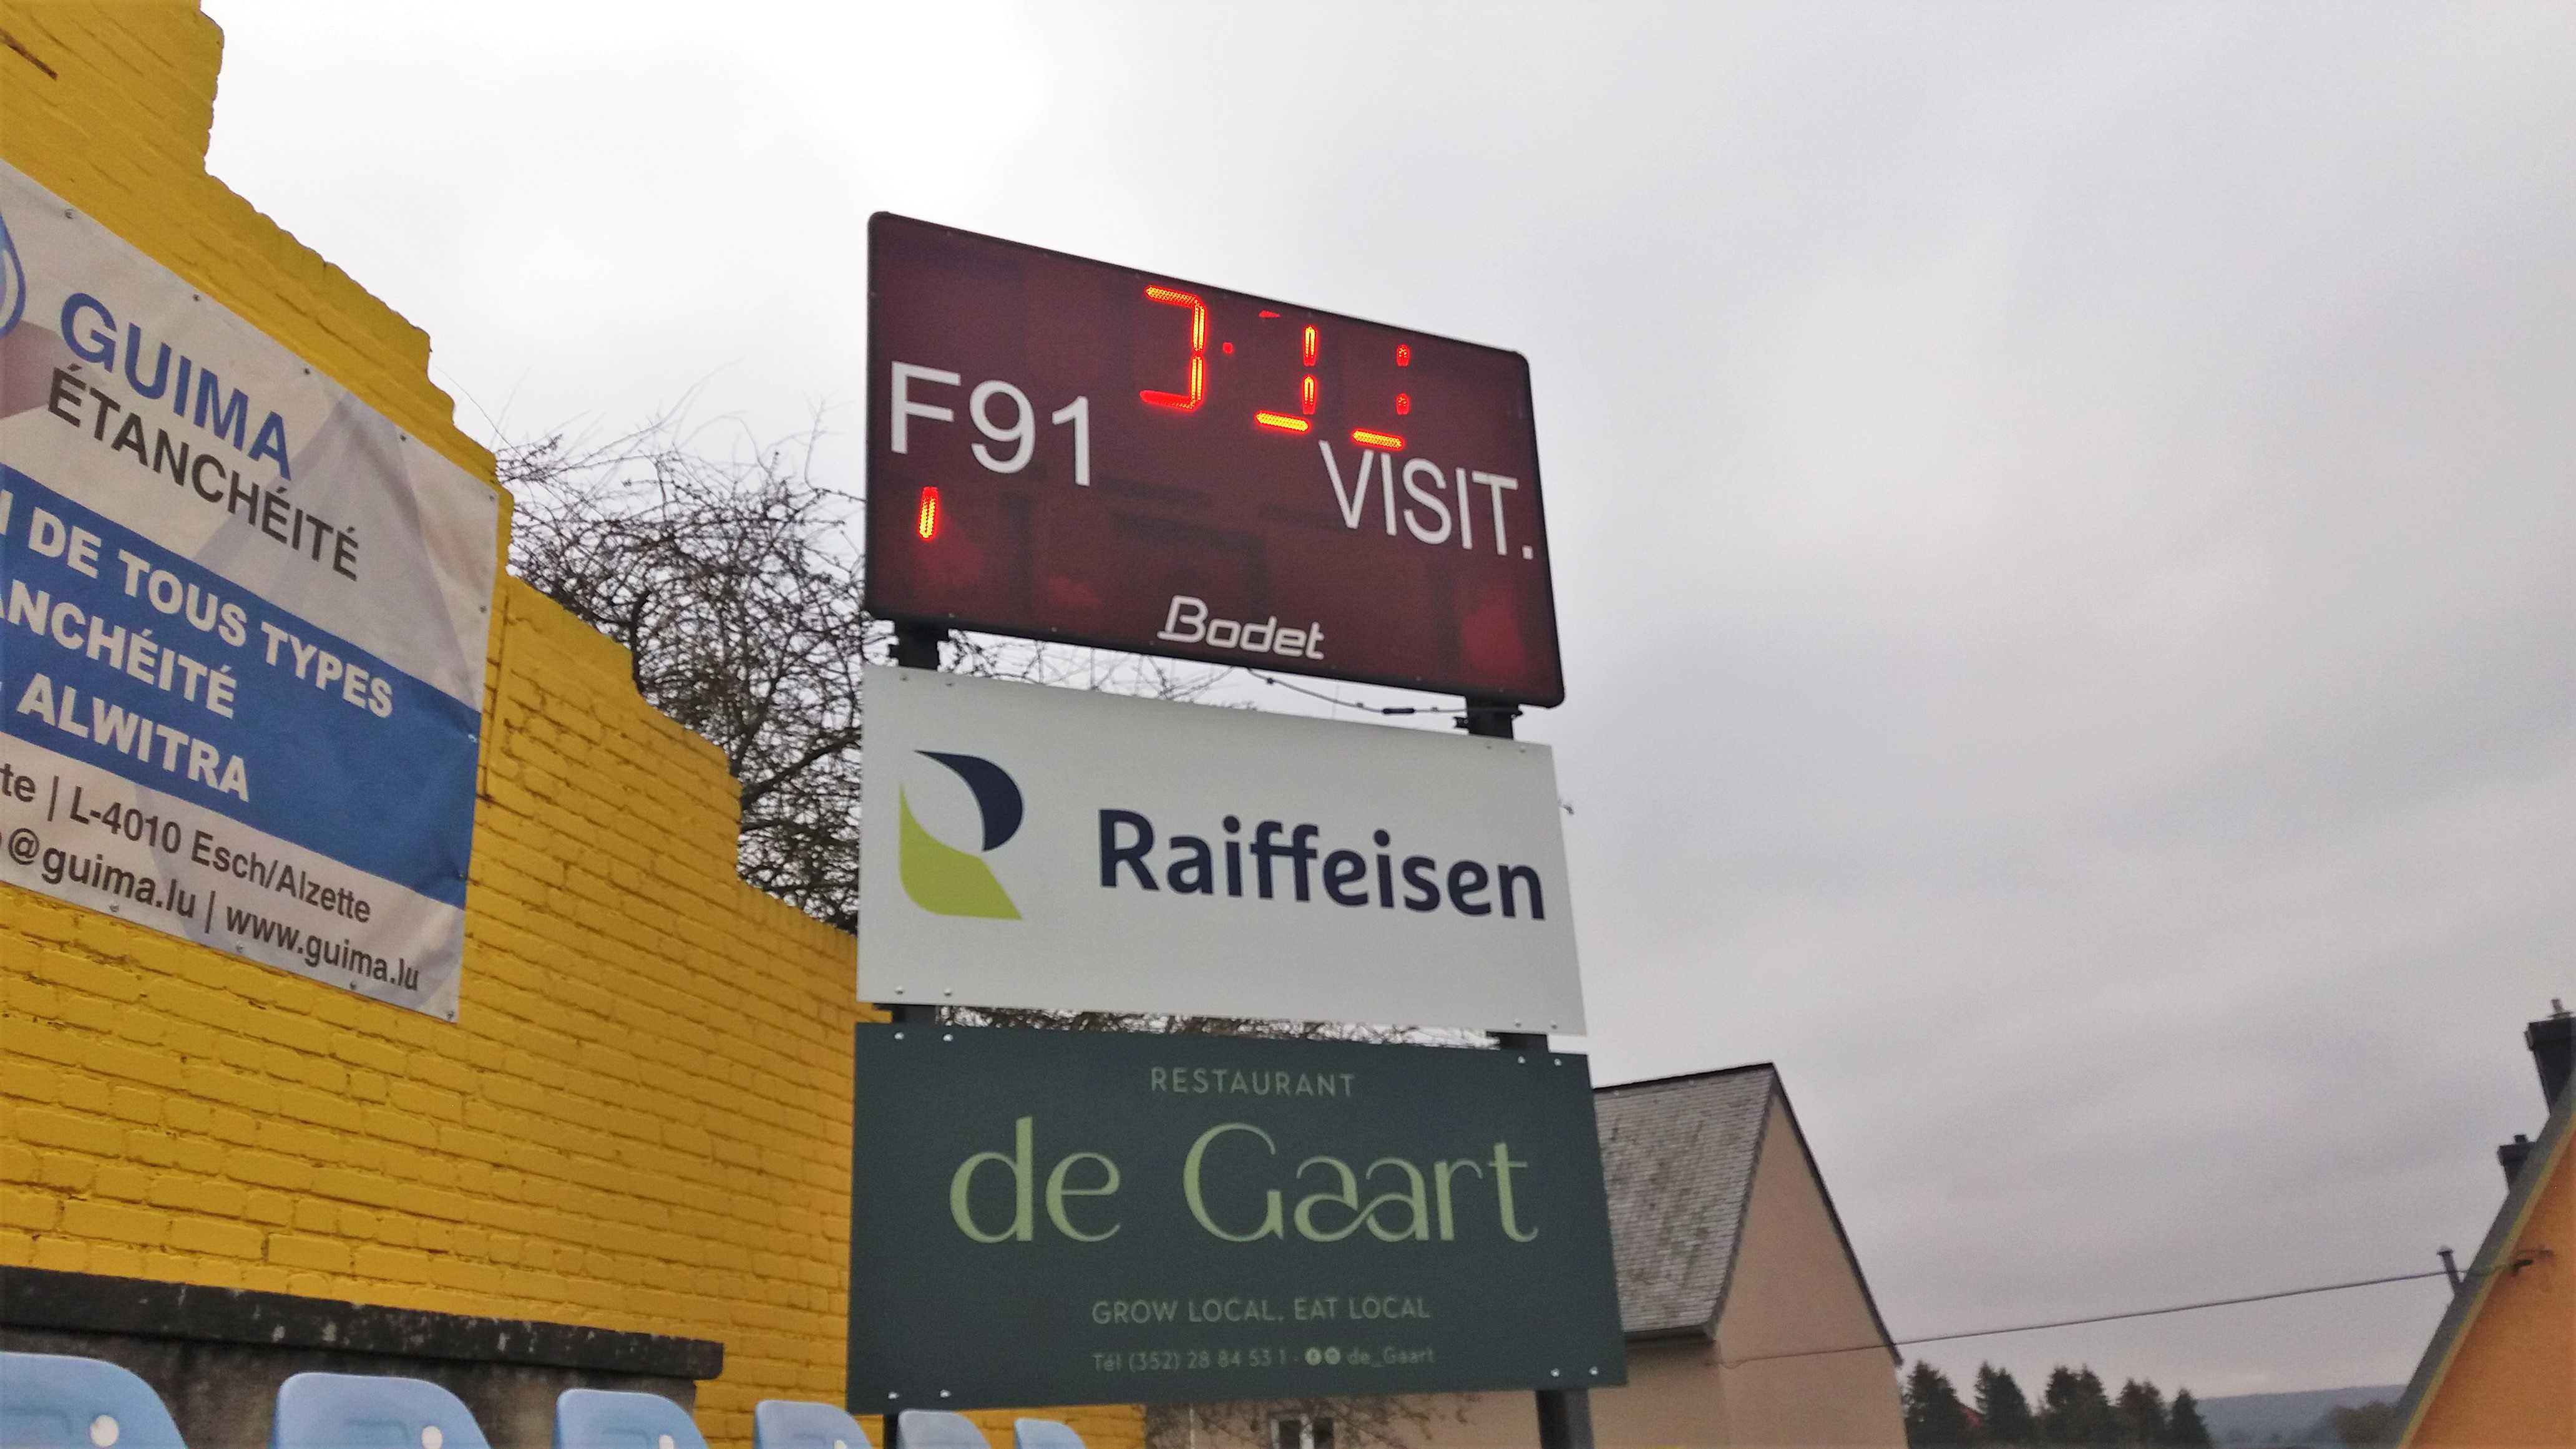 GUIMA
ÉTANCHÉITÉ
DE TOUS TYPES
ANCHÉITÉ
ALWITRA
te | L-4010 Esch/Alzette
@guima.lu | www.guima.lu
F91
VISIT.
Bodet
Raiffeisen
RESTAURANT
de Gaart
GROW LOCAL, EAT LOCAL
Tél (352) 28 84 53 1 · de_Gaart